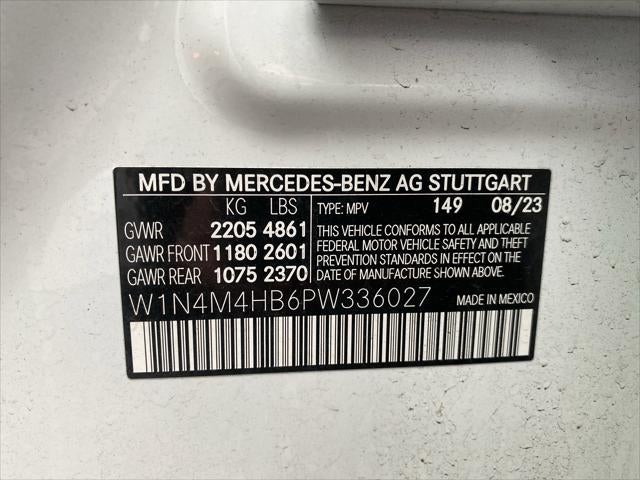 MFD BY MERCEDES-BENZ AG STUTTGART
KG LBS
GVWR 2205 4861
GAWR FRONT 1180 2601
GAWR REAR 1075 2370
TYPE: MPV 149 08/23
THIS VEHICLE CONFORMS TO ALL APPLICABLE
FEDERAL MOTOR VEHICLE SAFETY AND THEFT
PREVENTION STANDARDS IN EFFECT ON THE
DATE OF MANUFACTURE SHOWN ABOVE.
W1N4M4HB6PW336027 MADE IN MEXICO